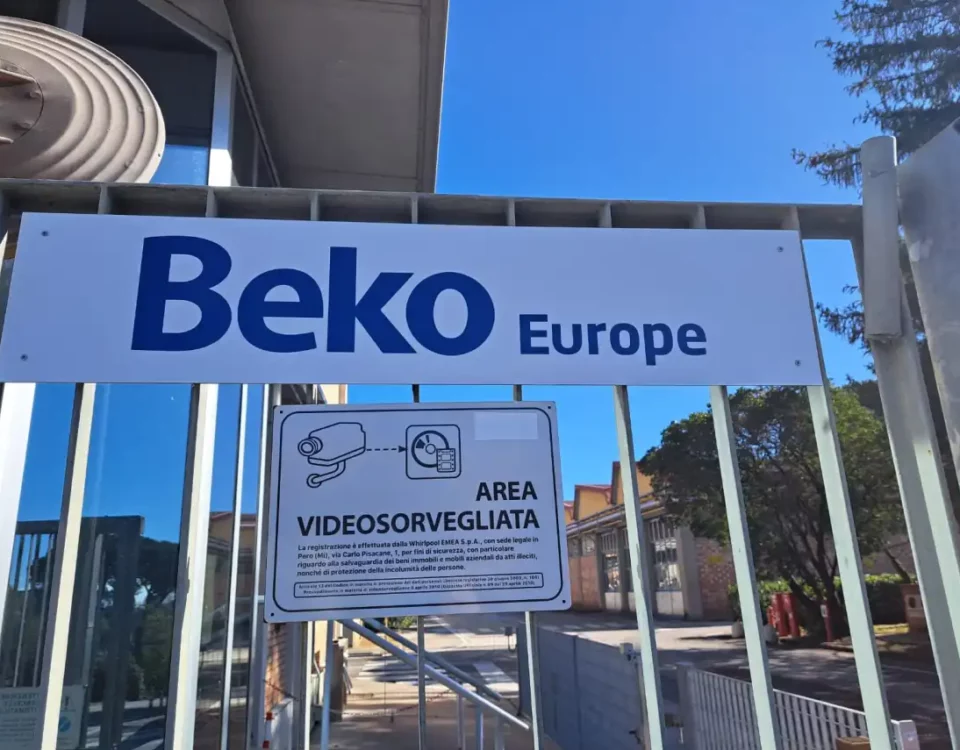 Beko Europe
AREA
VIDEOSORVEGLIATA
La registrazione è effettuata dalla Whirlpool EMEA S.p.A., con sede legale in
Pero (Mi), via Carlo Pisacane, 1, per fini di sicurezza, con particolare
riguardo alla salvaguardia dei beni immobili e mobili aziendali da atti illeciti,
nonché di protezione della incolumità delle persone.